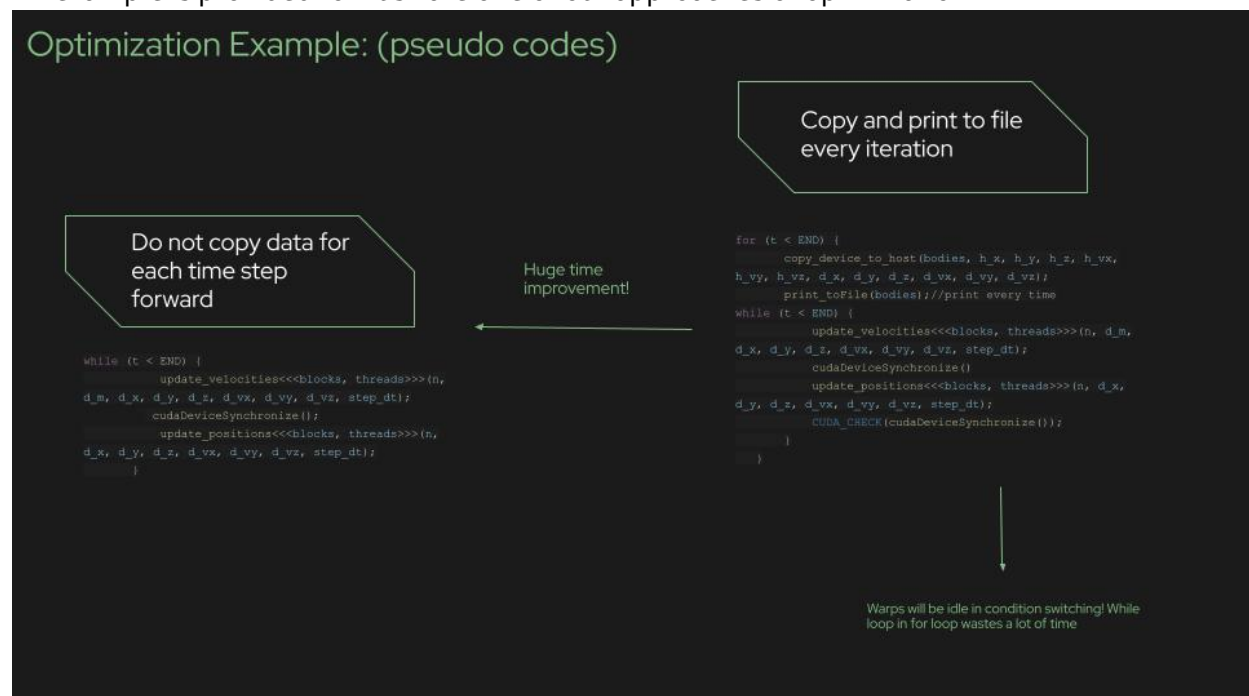 Optimization Example: (pseudo codes)
Copy and print to file
every iteration
Do not copy data for
each time step
forward
Huge time
improvement!
for (t < END) {
copy_device_to_host(bodies, h_x, h_y, h_z, h_vx,
h_vy, h_vz, d_x, d_y, d_z, d_vx, d_vy, d_vz);
print_toFile(bodies);//print every time
while (t < END) {
update_velocities<<<blocks, threads>>>(n, d_m,
d_x, d_y, d_z, d_vx, d_vy, d_vz, step_dt);
cudaDeviceSynchronize()
update_positions<<<blocks, threads>>>(n, d_x,
d_y, d_z, d_vx, d_vy, d_vz, step_dt);
CUDA_CHECK(cudaDeviceSynchronize());
}
}
while (t < END) {
update_velocities<<<blocks, threads>>>(n,
d_m, d_x, d_y, d_z, d_vx, d_vy, d_vz, step_dt);
cudaDeviceSynchronize();
update_positions<<<blocks, threads>>>(n,
d_x, d_y, d_z, d_vx, d_vy, d_vz, step_dt);
}
Warps will be idle in condition switching! While
loop in for loop wastes a lot of time